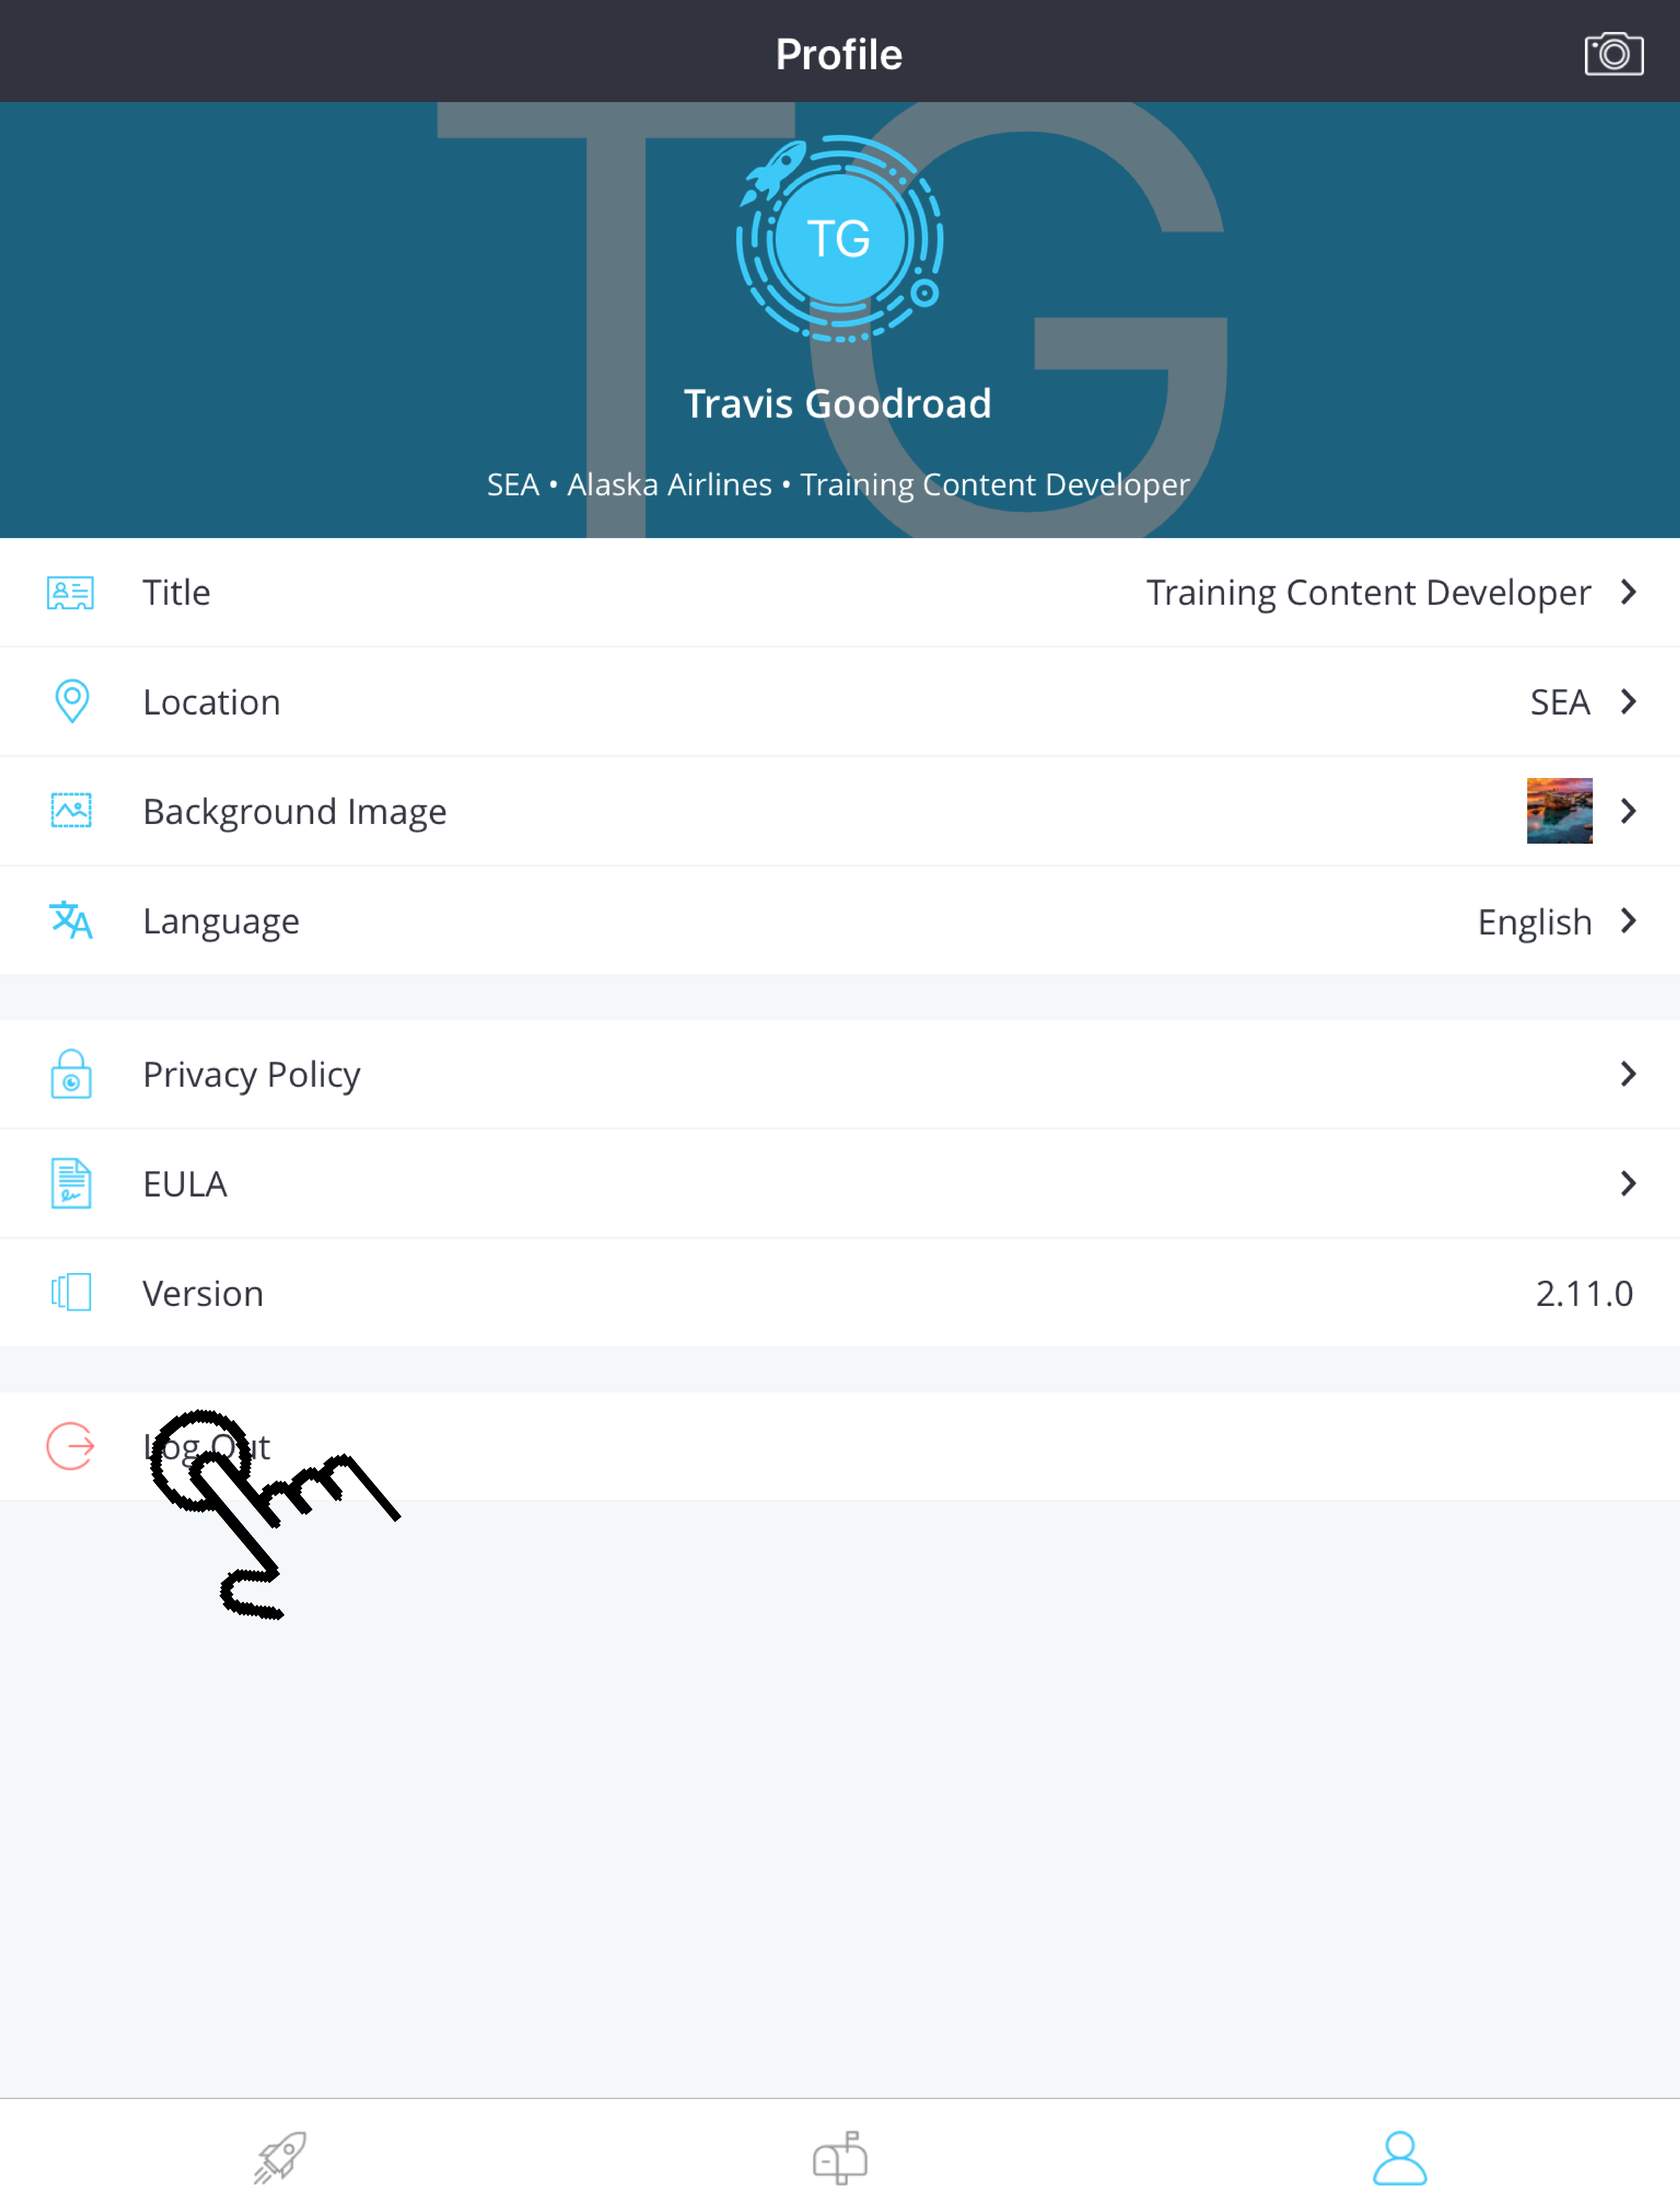 Profile
TG
TG
Travis Goodroad
SEA • Alaska Airlines • Training Content Developer
Title Training Content Developer
Location SEA
Background Image
Language English
Privacy Policy
EULA
Version 2.11.0
Log Out